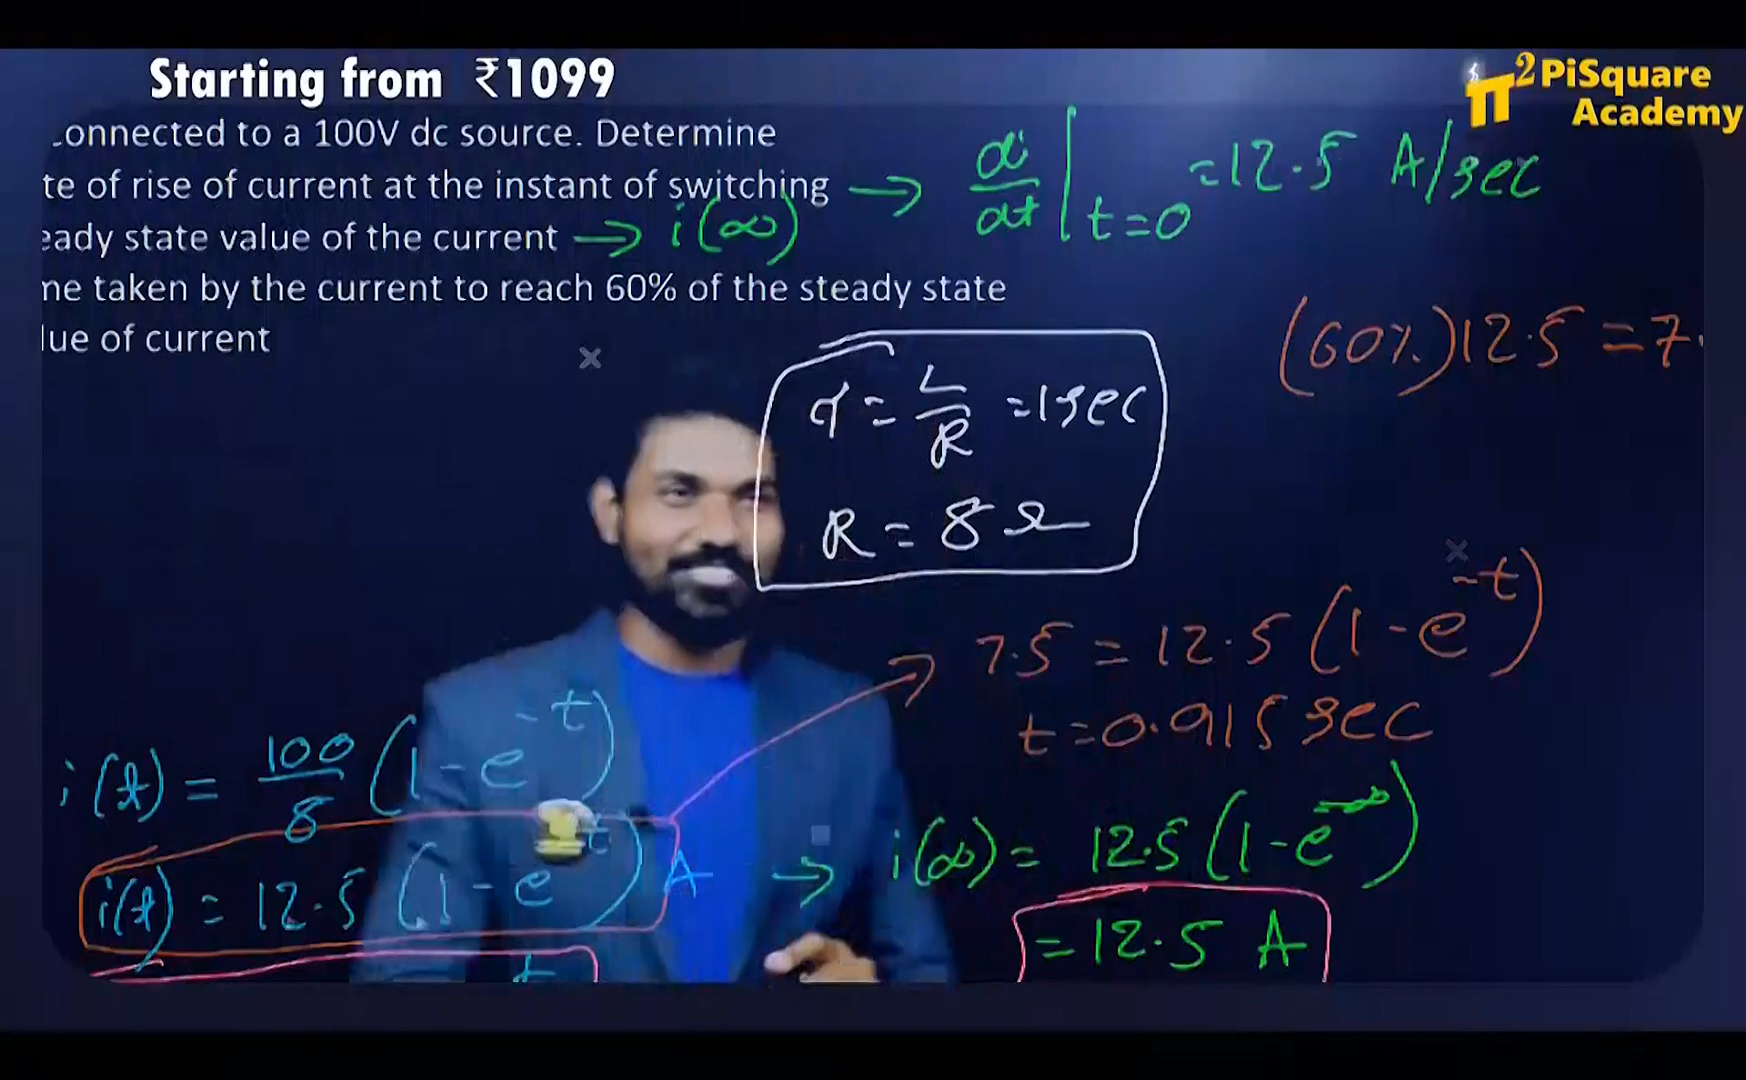 Starting from ₹1099
π² PiSquare
Academy
connected to a 100V dc source. Determine
te of rise of current at the instant of switching → di/dt | t=0 =12.5 A/sec
eady state value of the current → i(∞)
me taken by the current to reach 60% of the steady state
lue of current
(60%)12.5 = 7.
τ = L/R = 1sec
R = 8Ω
7.5 = 12.5(1-e^-t)
t=0.915 sec
i(t) = 100/8 (1-e^-t)
i(t) = 12.5 (1-e^-t) A → i(∞) = 12.5(1-e^-∞)
= 12.5 A